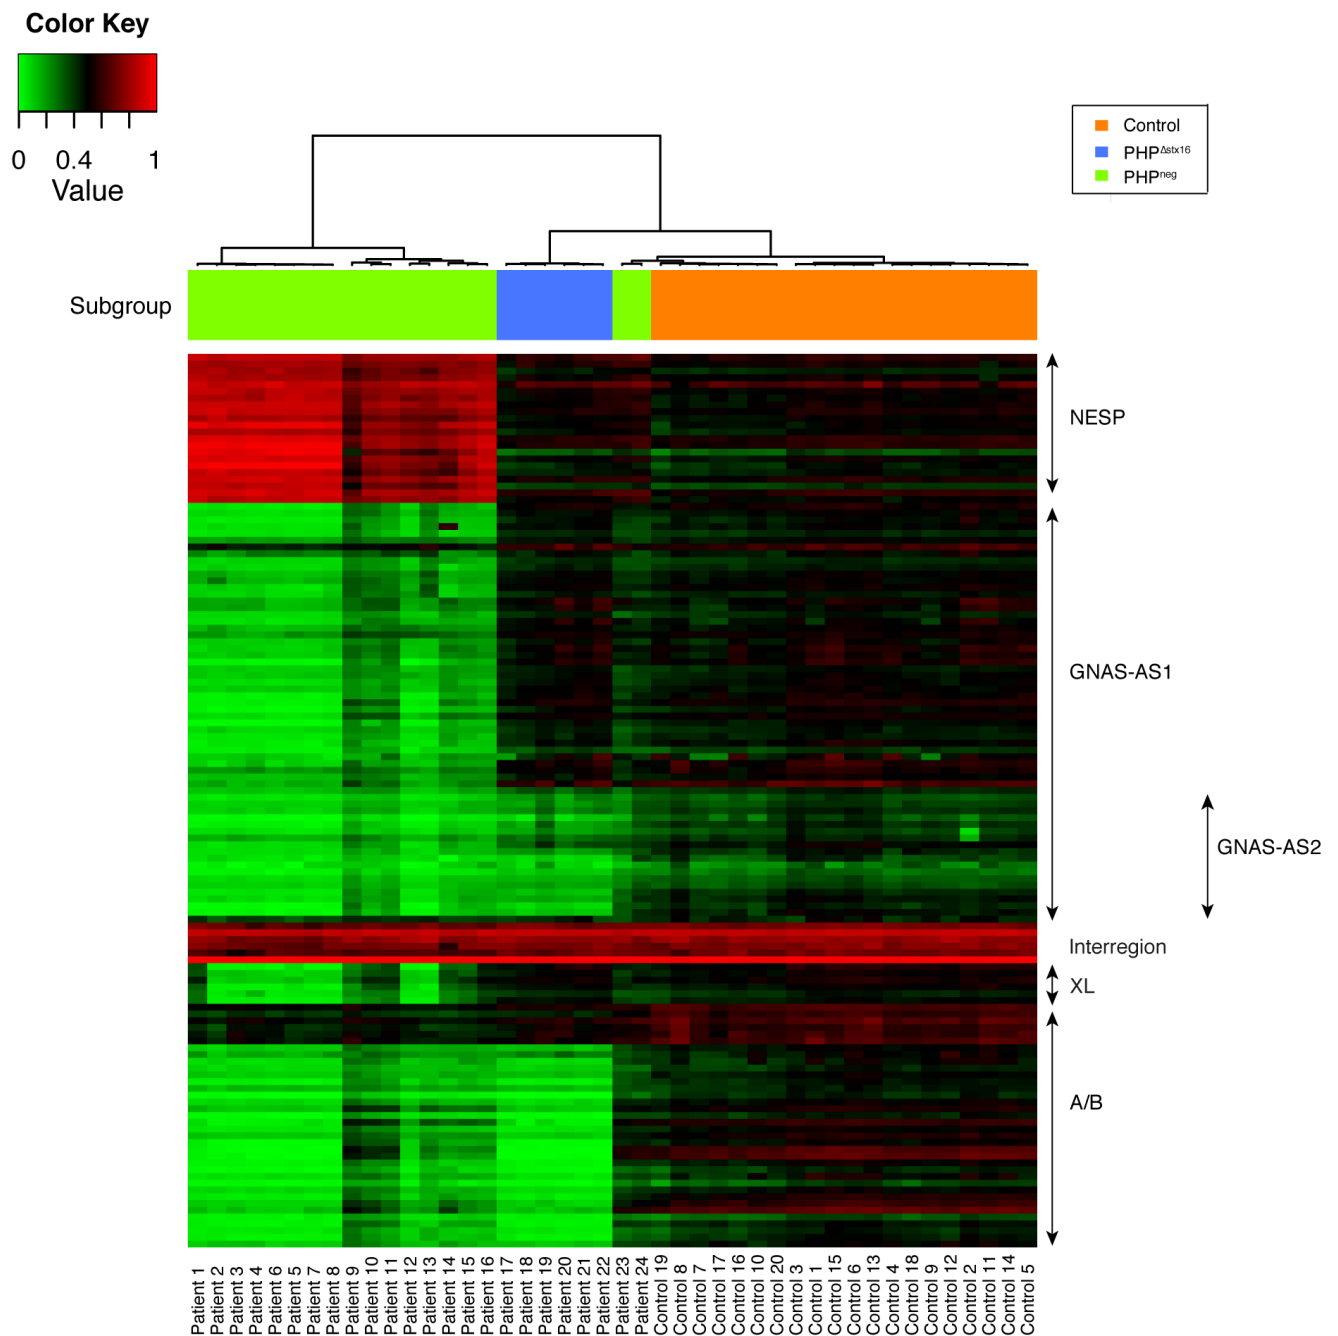 Color Key
0 0.4 1
Value
Control
PHPΔstx16
PHPneg
Subgroup
NESP
GNAS-AS1
GNAS-AS2
Interregion
XL
A/B
Patient 1
Patient 2
Patient 3
Patient 4
Patient 6
Patient 5
Patient 7
Patient 8
Patient 9
Patient 10
Patient 11
Patient 12
Patient 13
Patient 14
Patient 15
Patient 16
Patient 17
Patient 18
Patient 19
Patient 20
Patient 21
Patient 22
Patient 23
Patient 24
Control 19
Control 8
Control 7
Control 17
Control 16
Control 10
Control 20
Control 3
Control 1
Control 15
Control 6
Control 13
Control 4
Control 18
Control 9
Control 12
Control 2
Control 11
Control 14
Control 5